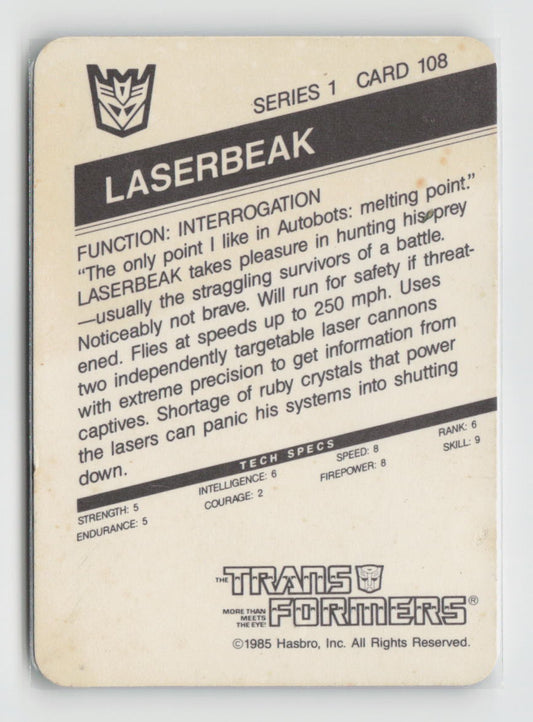 SERIES 1 CARD 108
LASERBEAK
FUNCTION: INTERROGATION
“The only point I like in Autobots: melting point.”
LASERBEAK takes pleasure in hunting his prey
—usually the straggling survivors of a battle.
Noticeably not brave. Will run for safety if threat-
ened. Flies at speeds up to 250 mph. Uses
two independently targetable laser cannons
with extreme precision to get information from
captives. Shortage of ruby crystals that power
the lasers can panic his systems into shutting
down.
TECH SPECS
STRENGTH: 5 INTELLIGENCE: 6 SPEED: 8 RANK: 6
ENDURANCE: 5 COURAGE: 2 FIREPOWER: 8 SKILL: 9
THE TRANSFORMERS®
MORE THAN
MEETS
THE EYE!
©1985 Hasbro, Inc. All Rights Reserved.